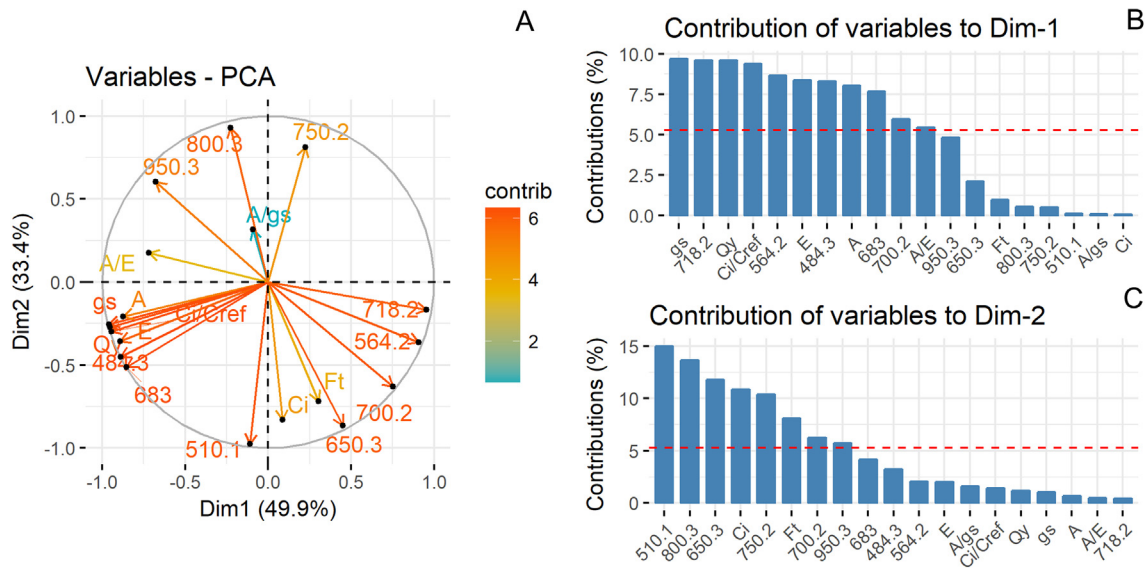 A
Variables - PCA
1.0
0.5
0.0
-0.5
-1.0
Dim2 (33.4%)
800.3
750.2
950.3
A/gs
A/E
gs
A
Ci/Cref
E
Q
484.3
683
718.2
564.2
Ft
Ci
700.2
650.3
510.1
-1.0 -0.5 0.0 0.5 1.0
Dim1 (49.9%)
contrib
6
4
2
B
Contribution of variables to Dim-1
Contributions (%)
10.0
7.5
5.0
2.5
0.0
gs 718.2 Qy Ci/Cref 564.2 E 484.3 A 683 700.2 A/E 950.3 650.3 Ft 800.3 750.2 510.1 A/gs Ci
C
Contribution of variables to Dim-2
Contributions (%)
15
10
5
0
510.1 800.3 650.3 Ci 750.2 Ft 700.2 950.3 683 484.3 564.2 E A/gs Ci/Cref Qy gs A A/E 718.2